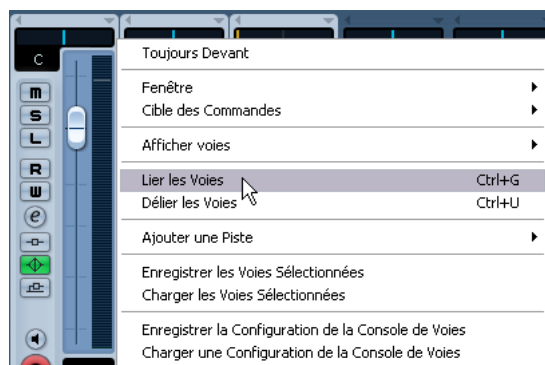 C
Toujours Devant
m
Fenêtre
S
Cible des Commandes
L
Afficher voies
R
Lier les Voies Ctrl+G
W
Délier les Voies Ctrl+U
e
Ajouter une Piste
Enregistrer les Voies Sélectionnées
Charger les Voies Sélectionnées
Enregistrer la Configuration de la Console de Voies
Charger une Configuration de la Console de Voies